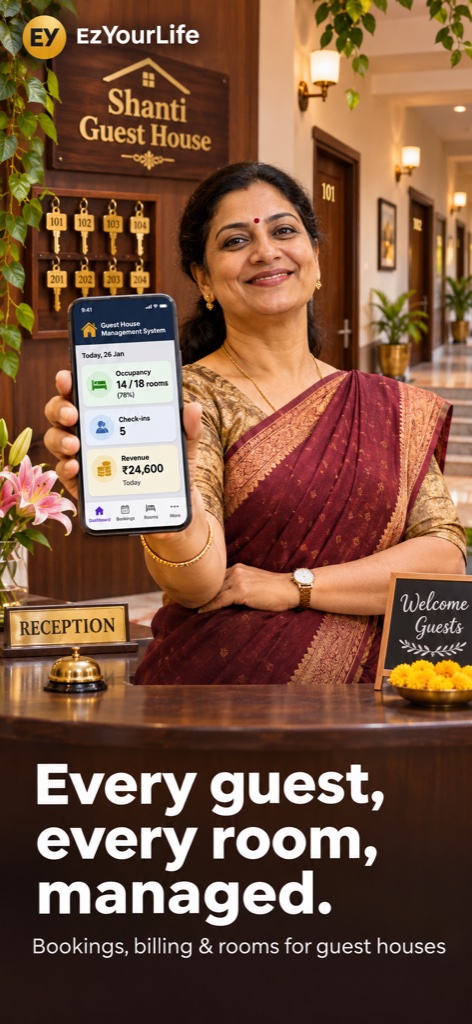 EY EzYourLife
Shanti
Guest House
101 102 103 104
201 202 203 204
101
9:41
Guest House
Management System
Today, 26 Jan
Occupancy
14 / 18 rooms
(78%)
Check-ins
5
Revenue
₹24,600
Today
Dashboard Bookings Rooms More
RECEPTION
Welcome
Guests
Every guest,
every room,
managed.
Bookings, billing & rooms for guest houses